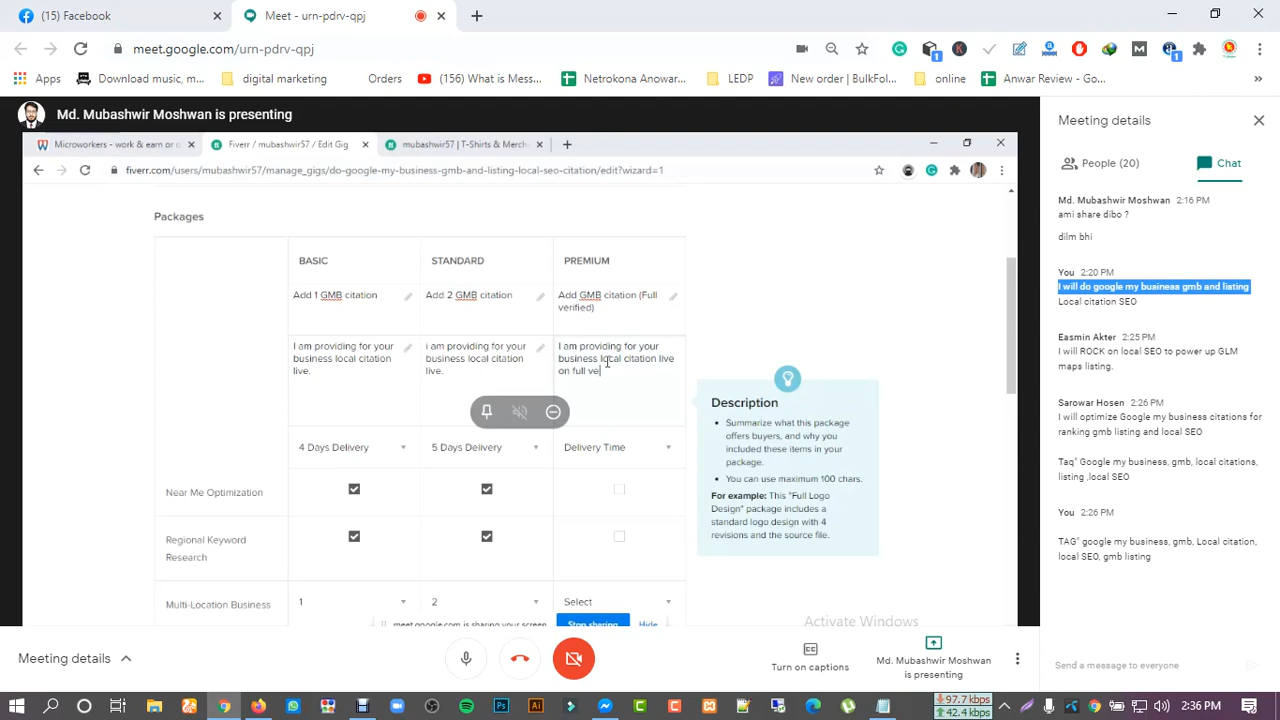 (15) Facebook
Meet - urn-pdrv-qpj
meet.google.com/urn-pdrv-qpj
Apps
Download music, m...
digital marketing
Orders
(156) What is Mess...
Netrokona Anowar...
LEDP
New order | BulkFol...
online
Anwar Review - Go...
»
Md. Mubashwir Moshwan is presenting
Microworkers - work & earn or o
Fiverr / mubashwir57 / Edit Gig
mubashwir57 | T-Shirts & Merch
fiverr.com/users/mubashwir57/manage_gigs/do-google-my-business-gmb-and-listing-local-seo-citation/edit?wizard=1
Packages
BASIC
STANDARD
PREMIUM
Add 1 GMB citation
Add 2 GMB citation
Add GMB citation (Full
verified)
I am providing for your
business local citation
live.
i am providing for your
business local citation
live.
I am providing for your
business local citation live
on full ve
4 Days Delivery
5 Days Delivery
Delivery Time
Near Me Optimization
Regional Keyword
Research
Multi-Location Business
1
2
Select
Description
• Summarize what this package
offers buyers, and why you
included these items in your
package.
• You can use maximum 100 chars.
For example: This "Full Logo
Design" package includes a
standard logo design with 4
revisions and the source file.
meet.google.com is sharing your screen.
Stop sharing
Hide
Activate Windows
Meeting details
People (20)
Chat
Md. Mubashwir Moshwan 2:16 PM
ami share dibo ?
dilm bhi
You 2:20 PM
I will do google my business gmb and listing
Local citation SEO
Easmin Akter 2:25 PM
I will ROCK on local SEO to power up GLM
maps listing.
Sarowar Hosen 2:26 PM
I will optimize Google my business citations for
ranking gmb listing and local SEO
Taq" Google my business, gmb, local citations,
listing ,local SEO
You 2:26 PM
TAG" google my business, gmb, Local citation,
local SEO, gmb listing
Send a message to everyone
Meeting details
Turn on captions
Md. Mubashwir Moshwan
is presenting
97.7 kbps
42.4 kbps
2:36 PM